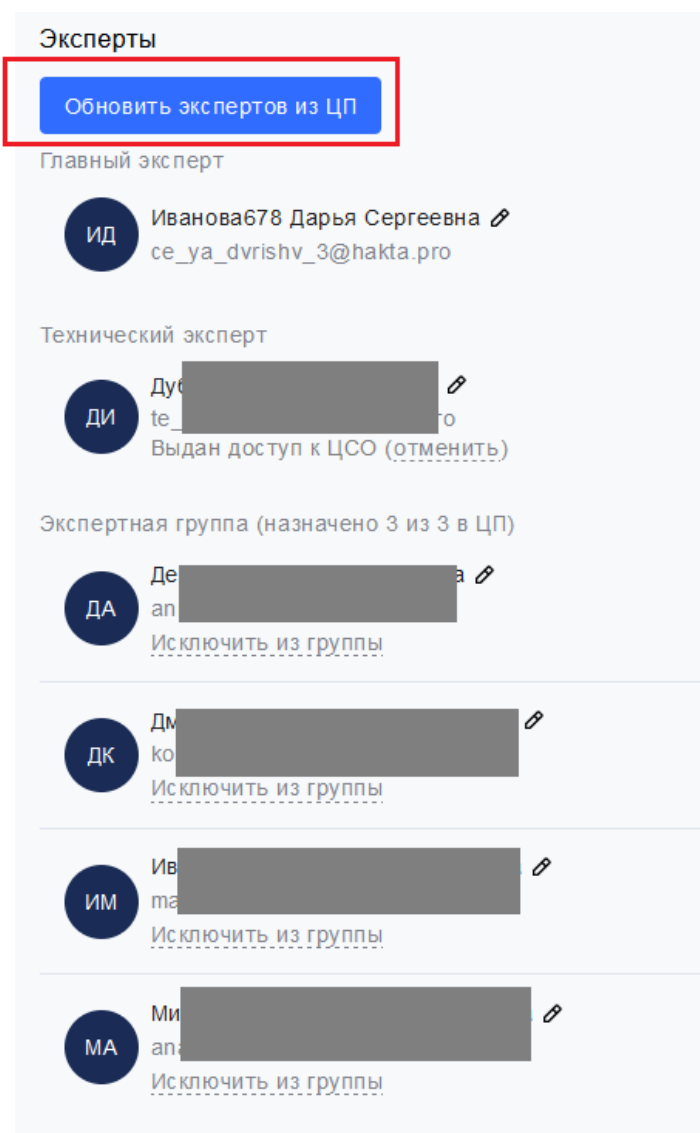 Эксперты
Обновить экспертов из ЦП
Главный эксперт
ИД
Иванова678 Дарья Сергеевна
ce_ya_dvrishv_3@hakta.pro
Технический эксперт
ДИ
Выдан доступ к ЦСО (отменить)
Экспертная группа (назначено 3 из 3 в ЦП)
ДА
Исключить из группы
ДК
Исключить из группы
ИМ
Исключить из группы
МА
Исключить из группы